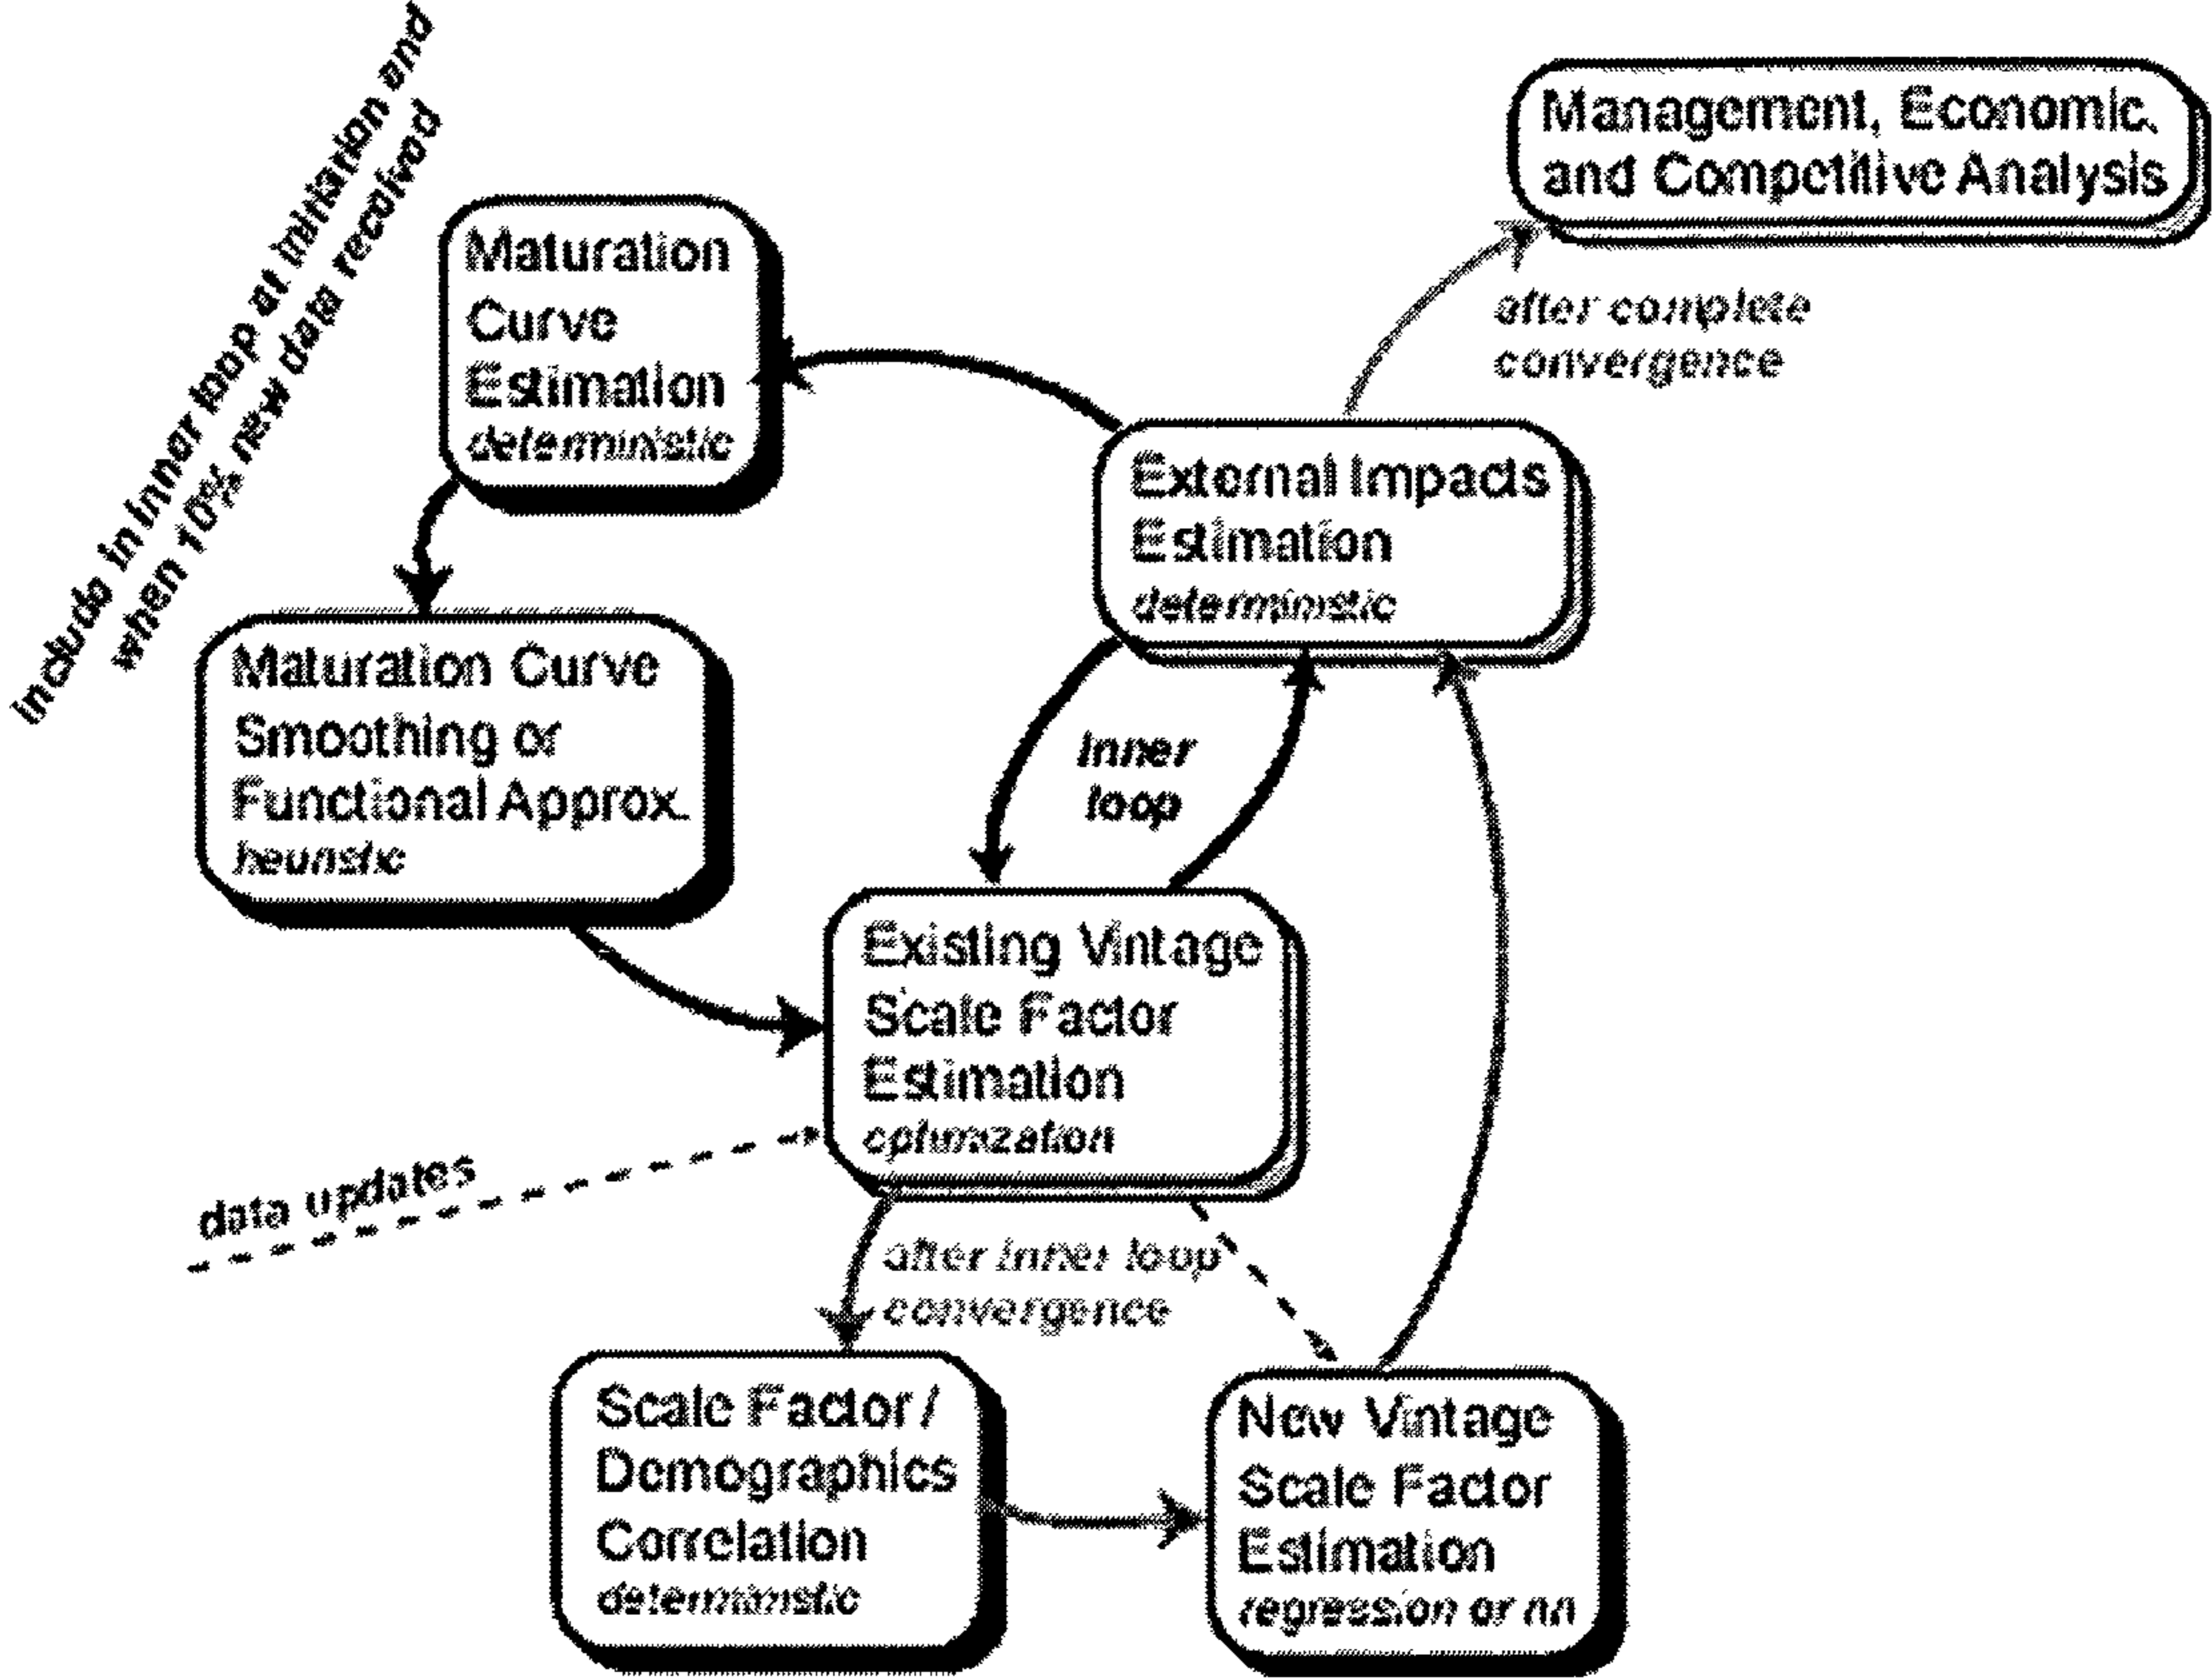 Include in inner loop at initiation and
when 10% new data received
Management, Economic,
and Competitive Analysis
after complete
convergence
Maturation
Curve
Estimation
deterministic
External Impacts
Estimation
deterministic
Maturation Curve
Smoothing or
Functional Approx.
heuristic
Inner
loop
Existing Vintage
Scale Factor
Estimation
optimization
data updates
after inner loop
convergence
Scale Factor /
Demographics
Correlation
deterministic
New Vintage
Scale Factor
Estimation
regression or nn